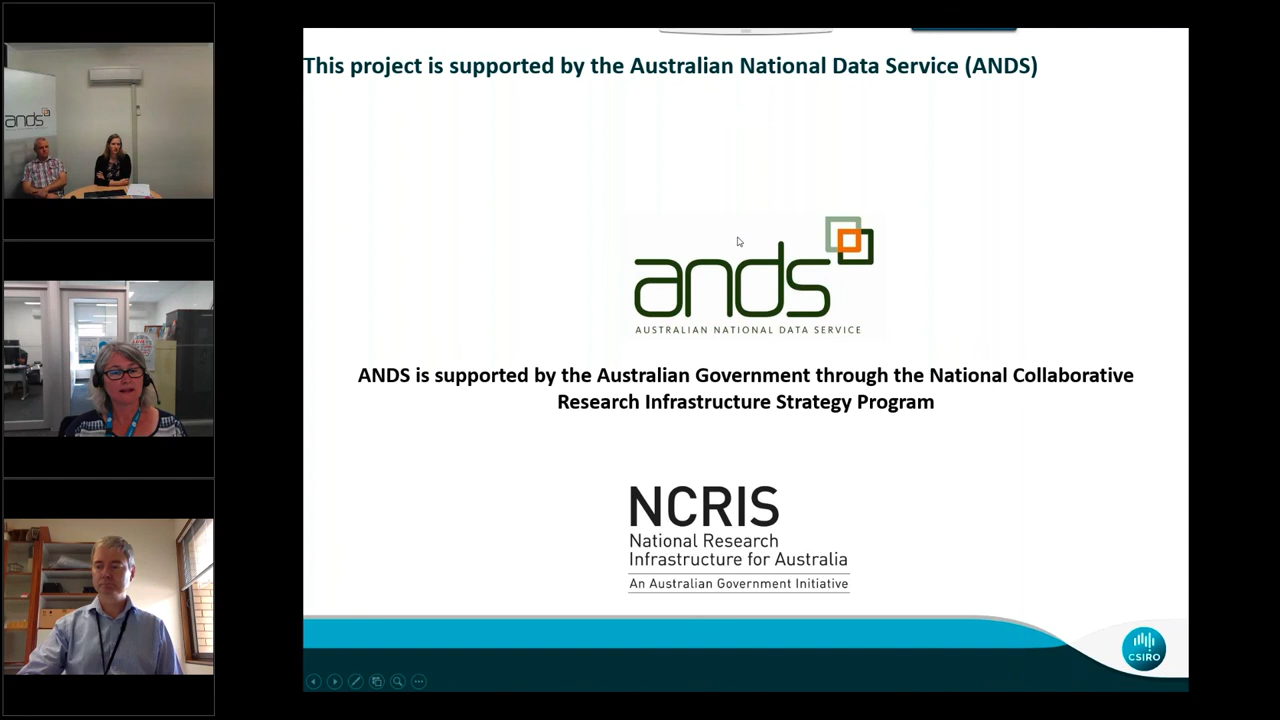 This project is supported by the Australian National Data Service (ANDS)
ands
ands
AUSTRALIAN NATIONAL DATA SERVICE
ANDS is supported by the Australian Government through the National Collaborative
Research Infrastructure Strategy Program
NCRIS
National Research
Infrastructure for Australia
An Australian Government Initiative
CSIRO